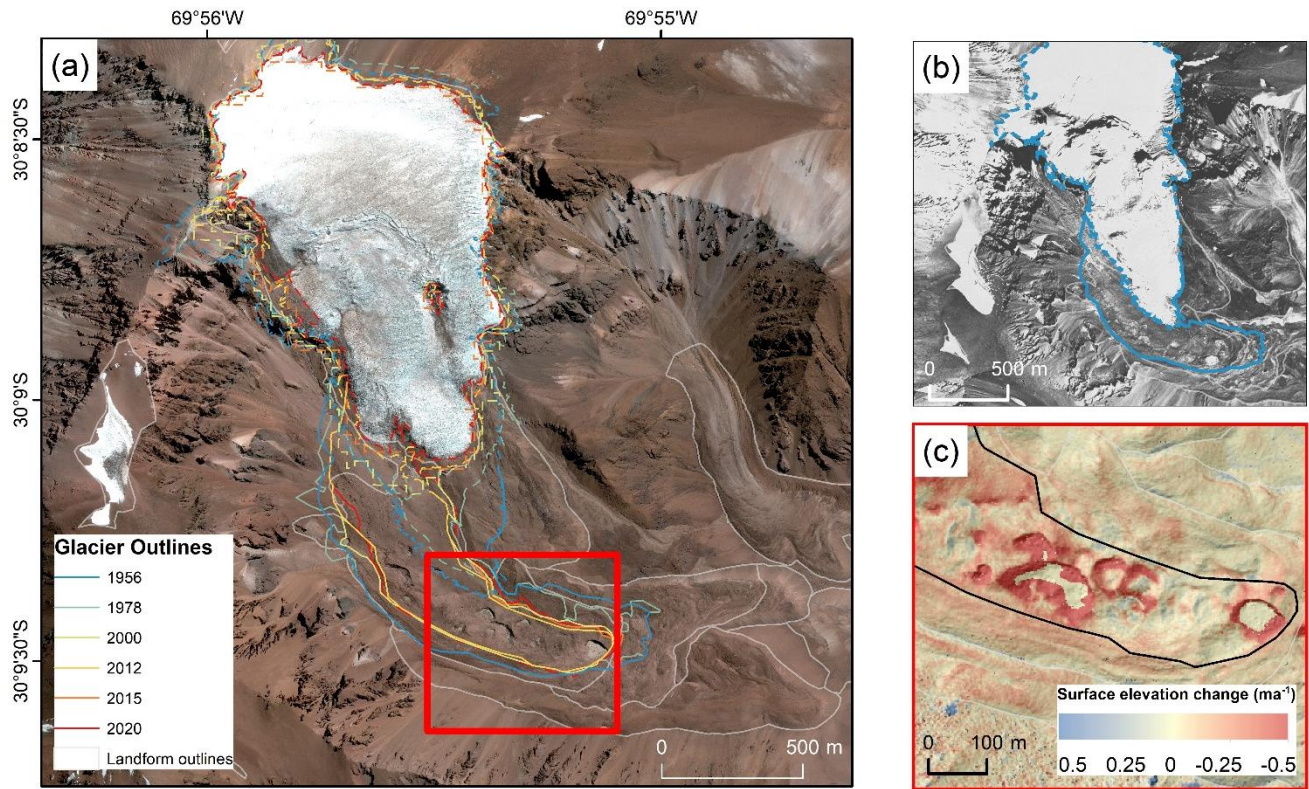 69°56'W
69°55'W
(a)
30°8'30"S
30°9'S
30°9'30"S
Glacier Outlines
1956
1978
2000
2012
2015
2020
Landform outlines
0
500 m
(b)
0
500 m
(c)
Surface elevation change (ma⁻¹)
0
100 m
0.5
0.25
0
-0.25
-0.5